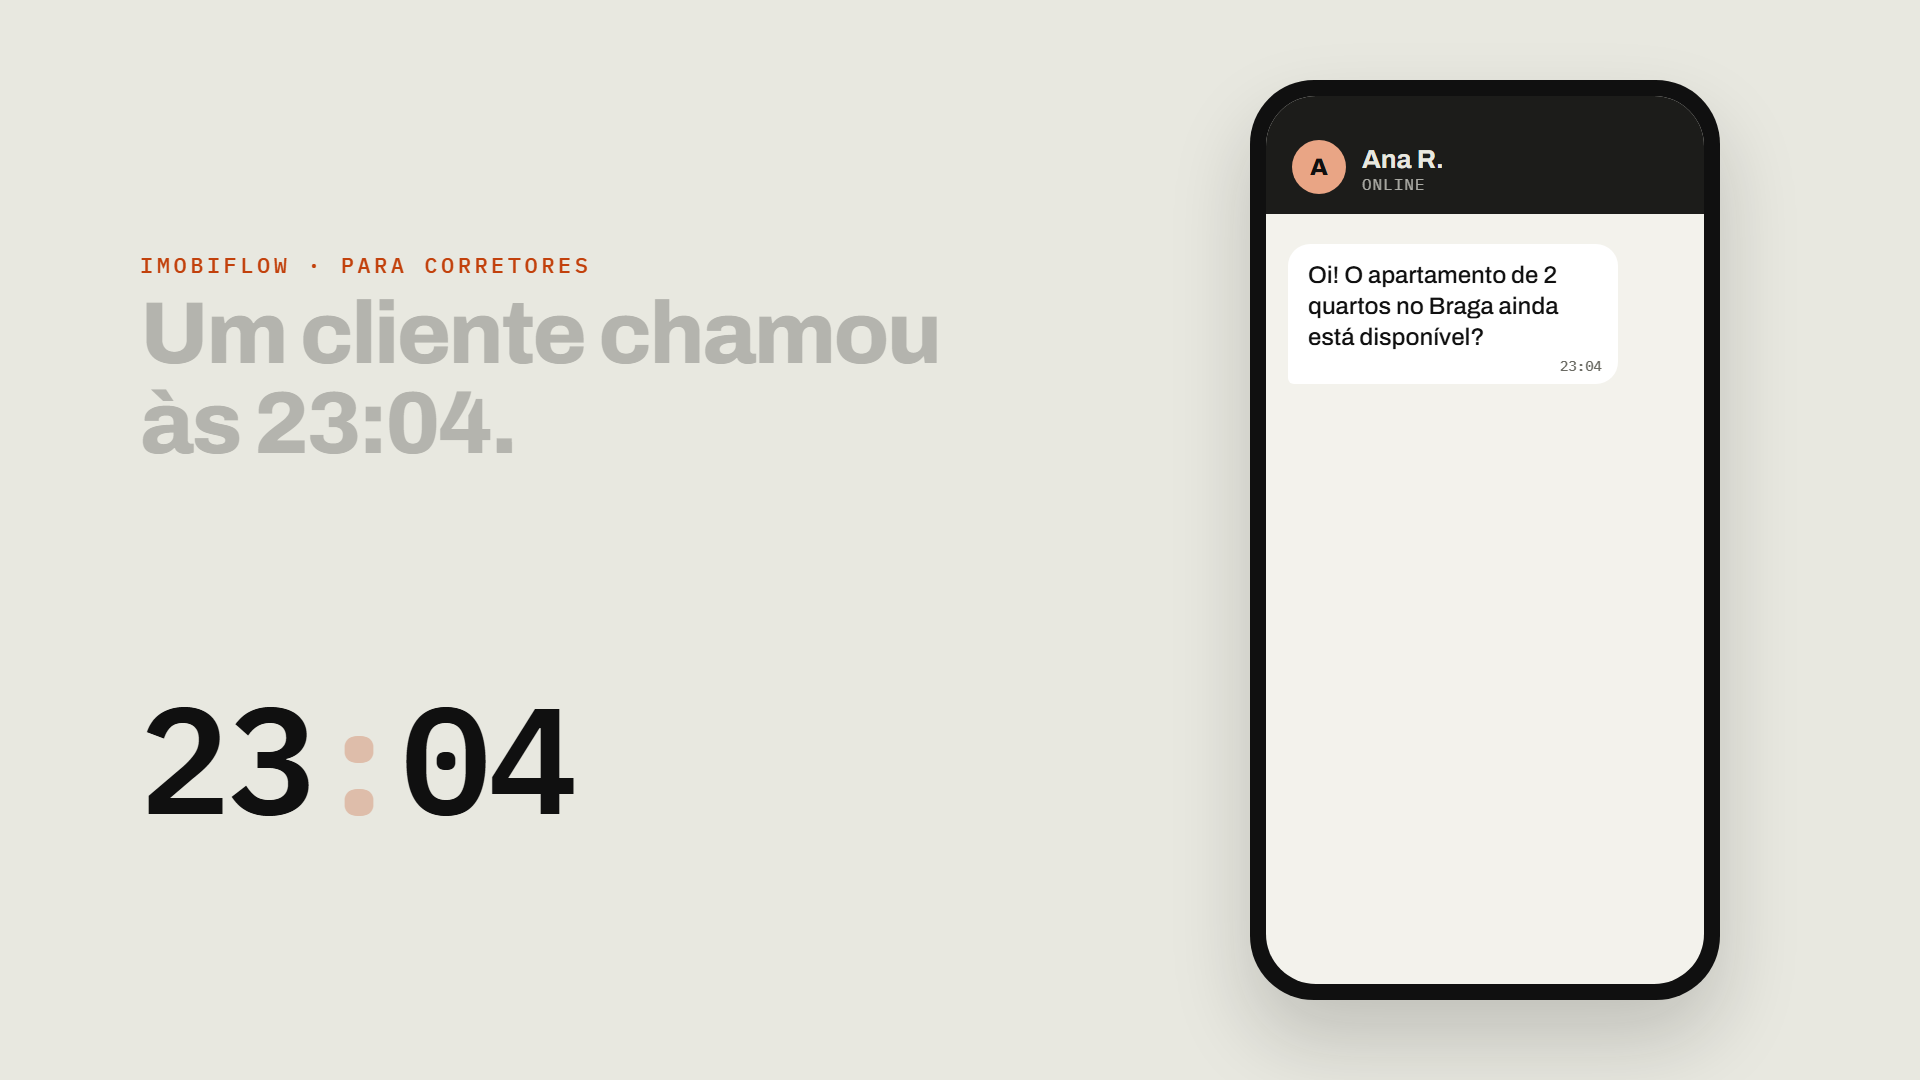 IMOBIFLOW · PARA CORRETORES
Um cliente chamou
às 23:04.
23:04
A
Ana R.
ONLINE
Oi! O apartamento de 2
quartos no Braga ainda
está disponível?
23:04